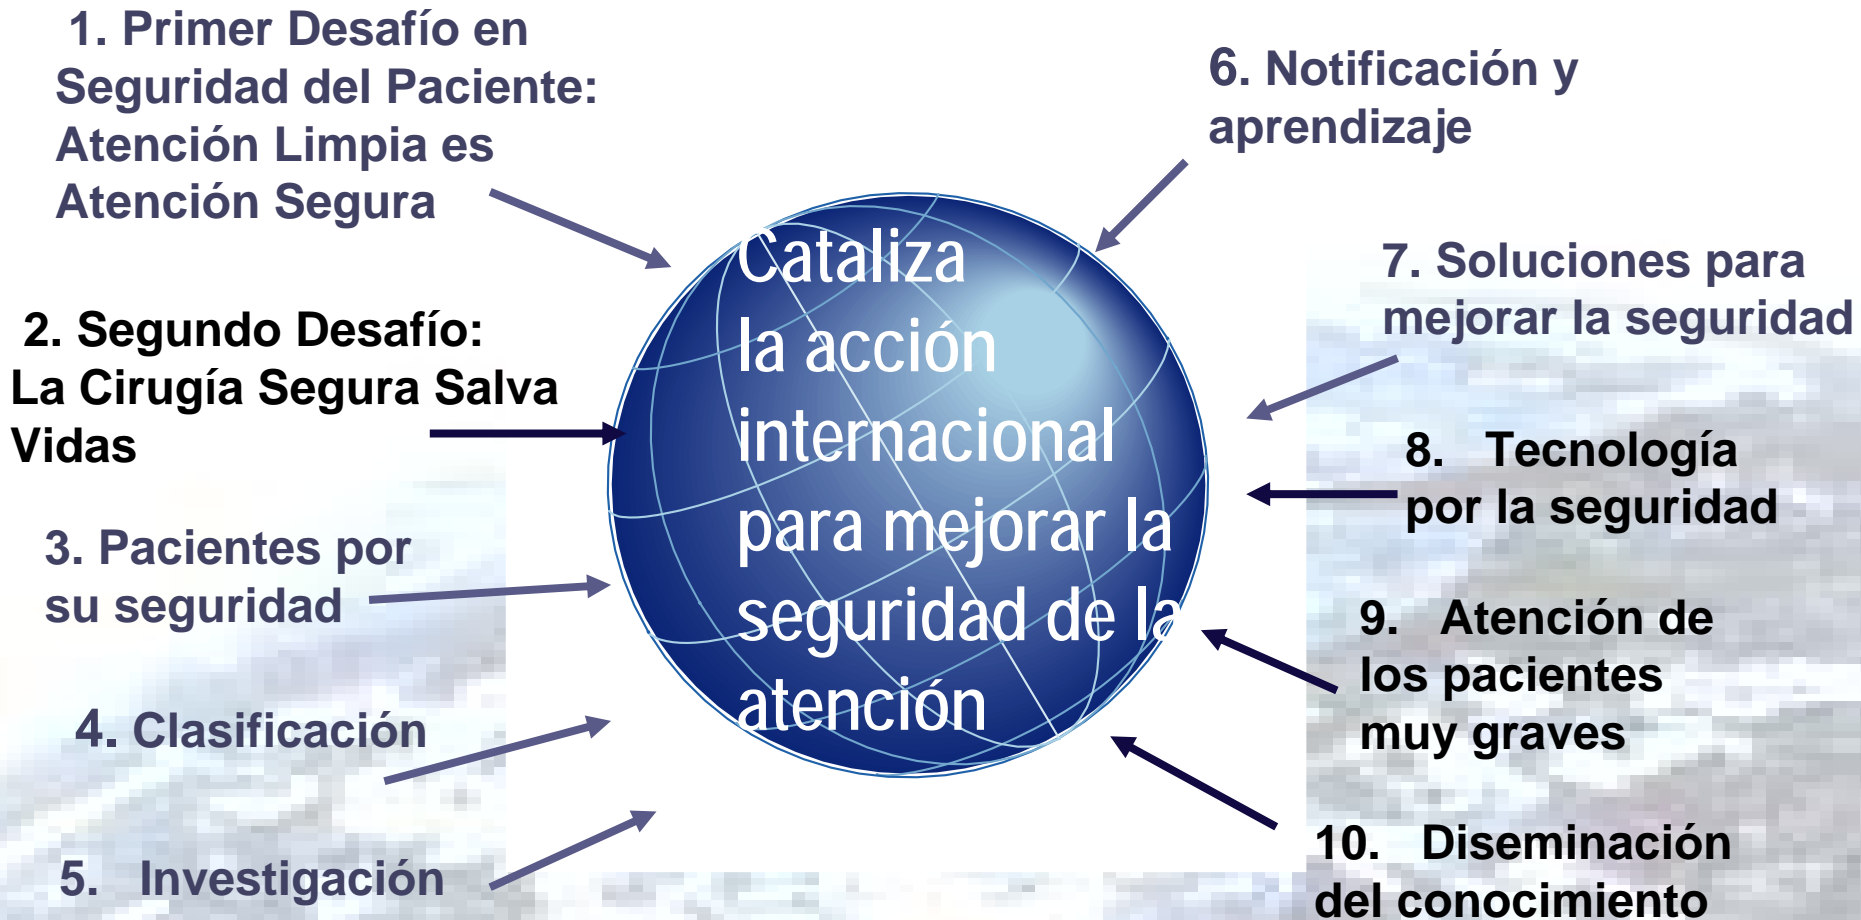 1. Primer Desafío en
Seguridad del Paciente:
Atención Limpia es
Atención Segura
2. Segundo Desafío:
La Cirugía Segura Salva
Vidas
3. Pacientes por
su seguridad
4. Clasificación
5. Investigación
Cataliza
la acción
internacional
para mejorar la
seguridad de la
atención
6. Notificación y
aprendizaje
7. Soluciones para
mejorar la seguridad
8. Tecnología
por la seguridad
9. Atención de
los pacientes
muy graves
10. Diseminación
del conocimiento